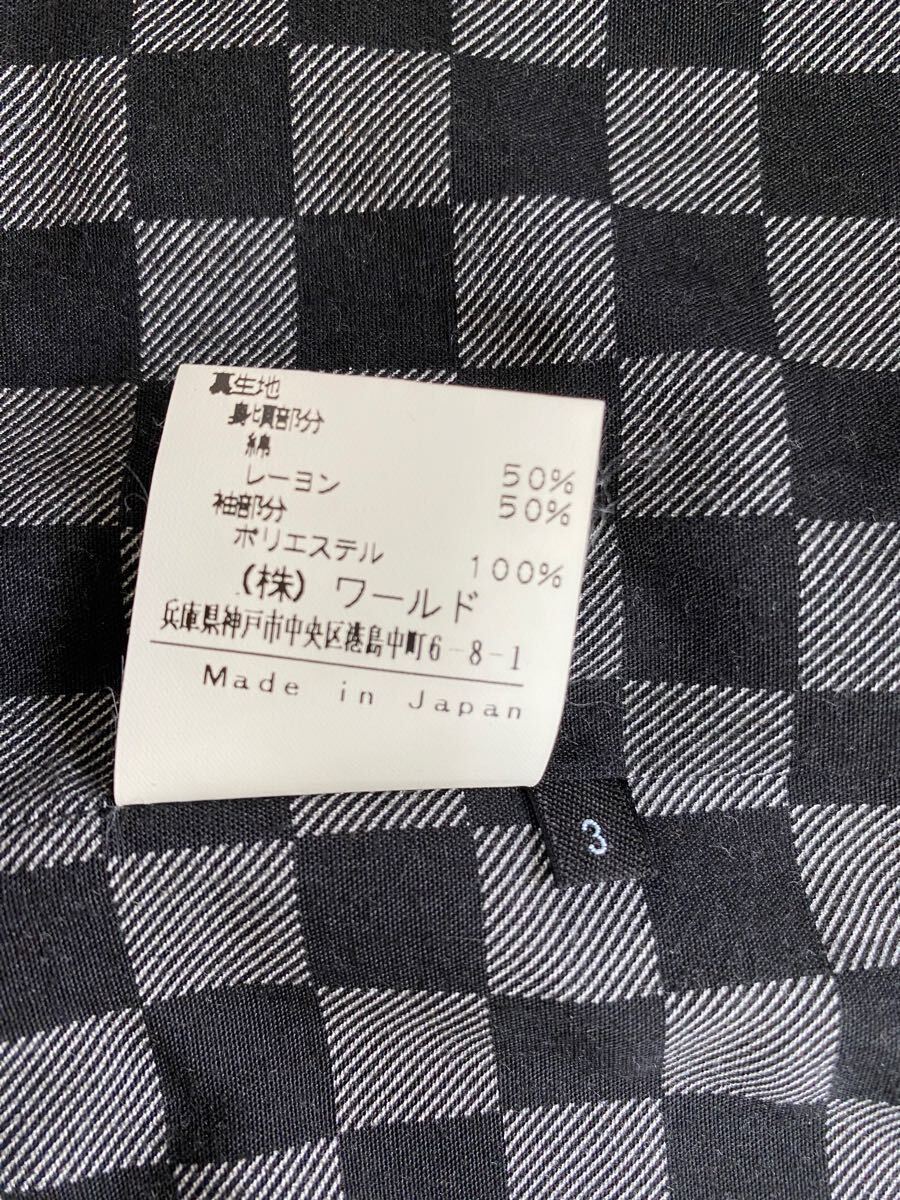 裏生地
身頃部分
綿 50%
レーヨン 50%
袖部分
ポリエステル 100%
(株) ワールド
兵庫県神戸市中央区港島中町6-8-1
Made in Japan
3